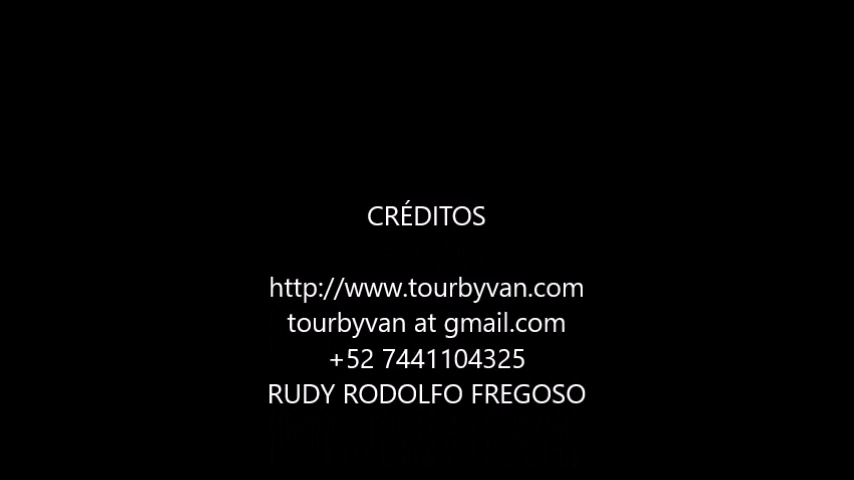 CRÉDITOS
http://www.tourbyvan.com
tourbyvan at gmail.com
+52 7441104325
RUDY RODOLFO FREGOSO